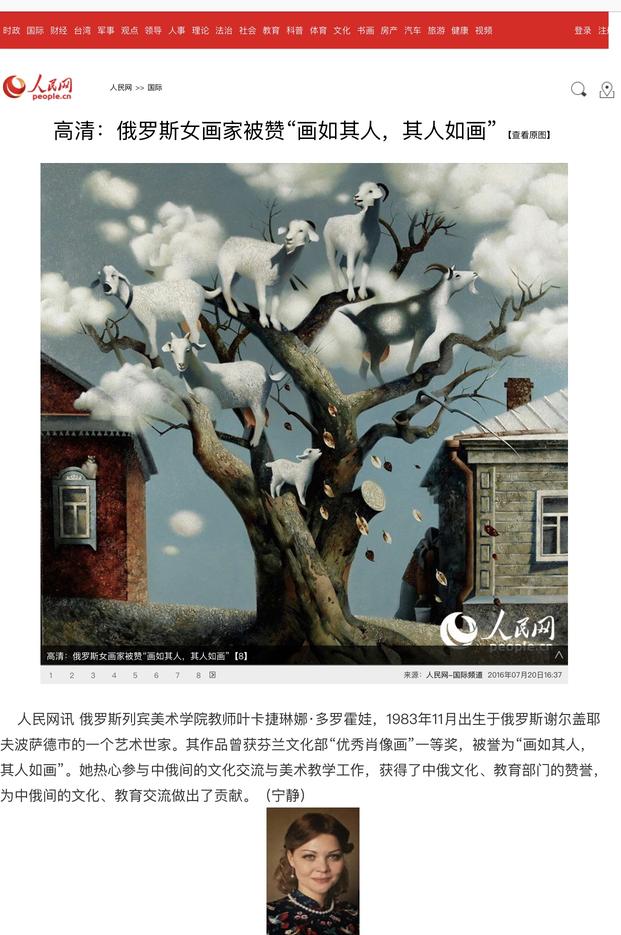 时政 国际 财经 台湾 军事 观点 领导 人事 理论 法治 社会 教育 科普 体育 文化 书画 房产 汽车 旅游 健康 视频 登录 注
人民网
people.cn
人民网 >> 国际
高清：俄罗斯女画家被赞“画如其人，其人如画” 【查看原图】
人民网
people.cn
高清：俄罗斯女画家被赞“画如其人，其人如画”【8】
1 2 3 4 5 6 7 8 来源：人民网-国际频道 2016年07月20日16:37
人民网讯 俄罗斯列宾美术学院教师叶卡捷琳娜·多罗霍娃，1983年11月出生于俄罗斯谢尔盖耶
夫波萨德市的一个艺术世家。其作品曾获芬兰文化部“优秀肖像画”一等奖，被誉为“画如其人，
其人如画”。她热心参与中俄间的文化交流与美术教学工作，获得了中俄文化、教育部门的赞誉，
为中俄间的文化、教育交流做出了贡献。（宁静）